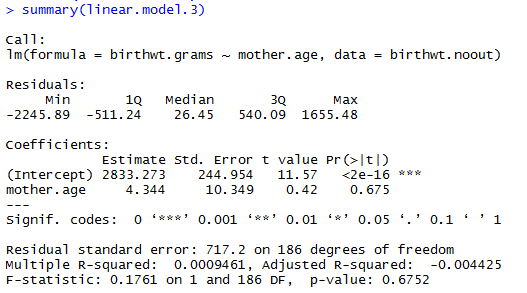 > summary(linear.model.3)
Call:
lm(formula = birthwt.grams ~ mother.age, data = birthwt.noout)
Residuals:
     Min       1Q   Median       3Q      Max
-2245.89  -511.24    26.45   540.09  1655.48
Coefficients:
            Estimate Std. Error t value Pr(>|t|)
(Intercept) 2833.273    244.954   11.57   <2e-16 ***
mother.age     4.344     10.349    0.42    0.675
---
Signif. codes:  0 ‘***’ 0.001 ‘**’ 0.01 ‘*’ 0.05 ‘.’ 0.1 ‘ ’ 1
Residual standard error: 717.2 on 186 degrees of freedom
Multiple R-squared:  0.0009461, Adjusted R-squared:  -0.004425
F-statistic: 0.1761 on 1 and 186 DF,  p-value: 0.6752